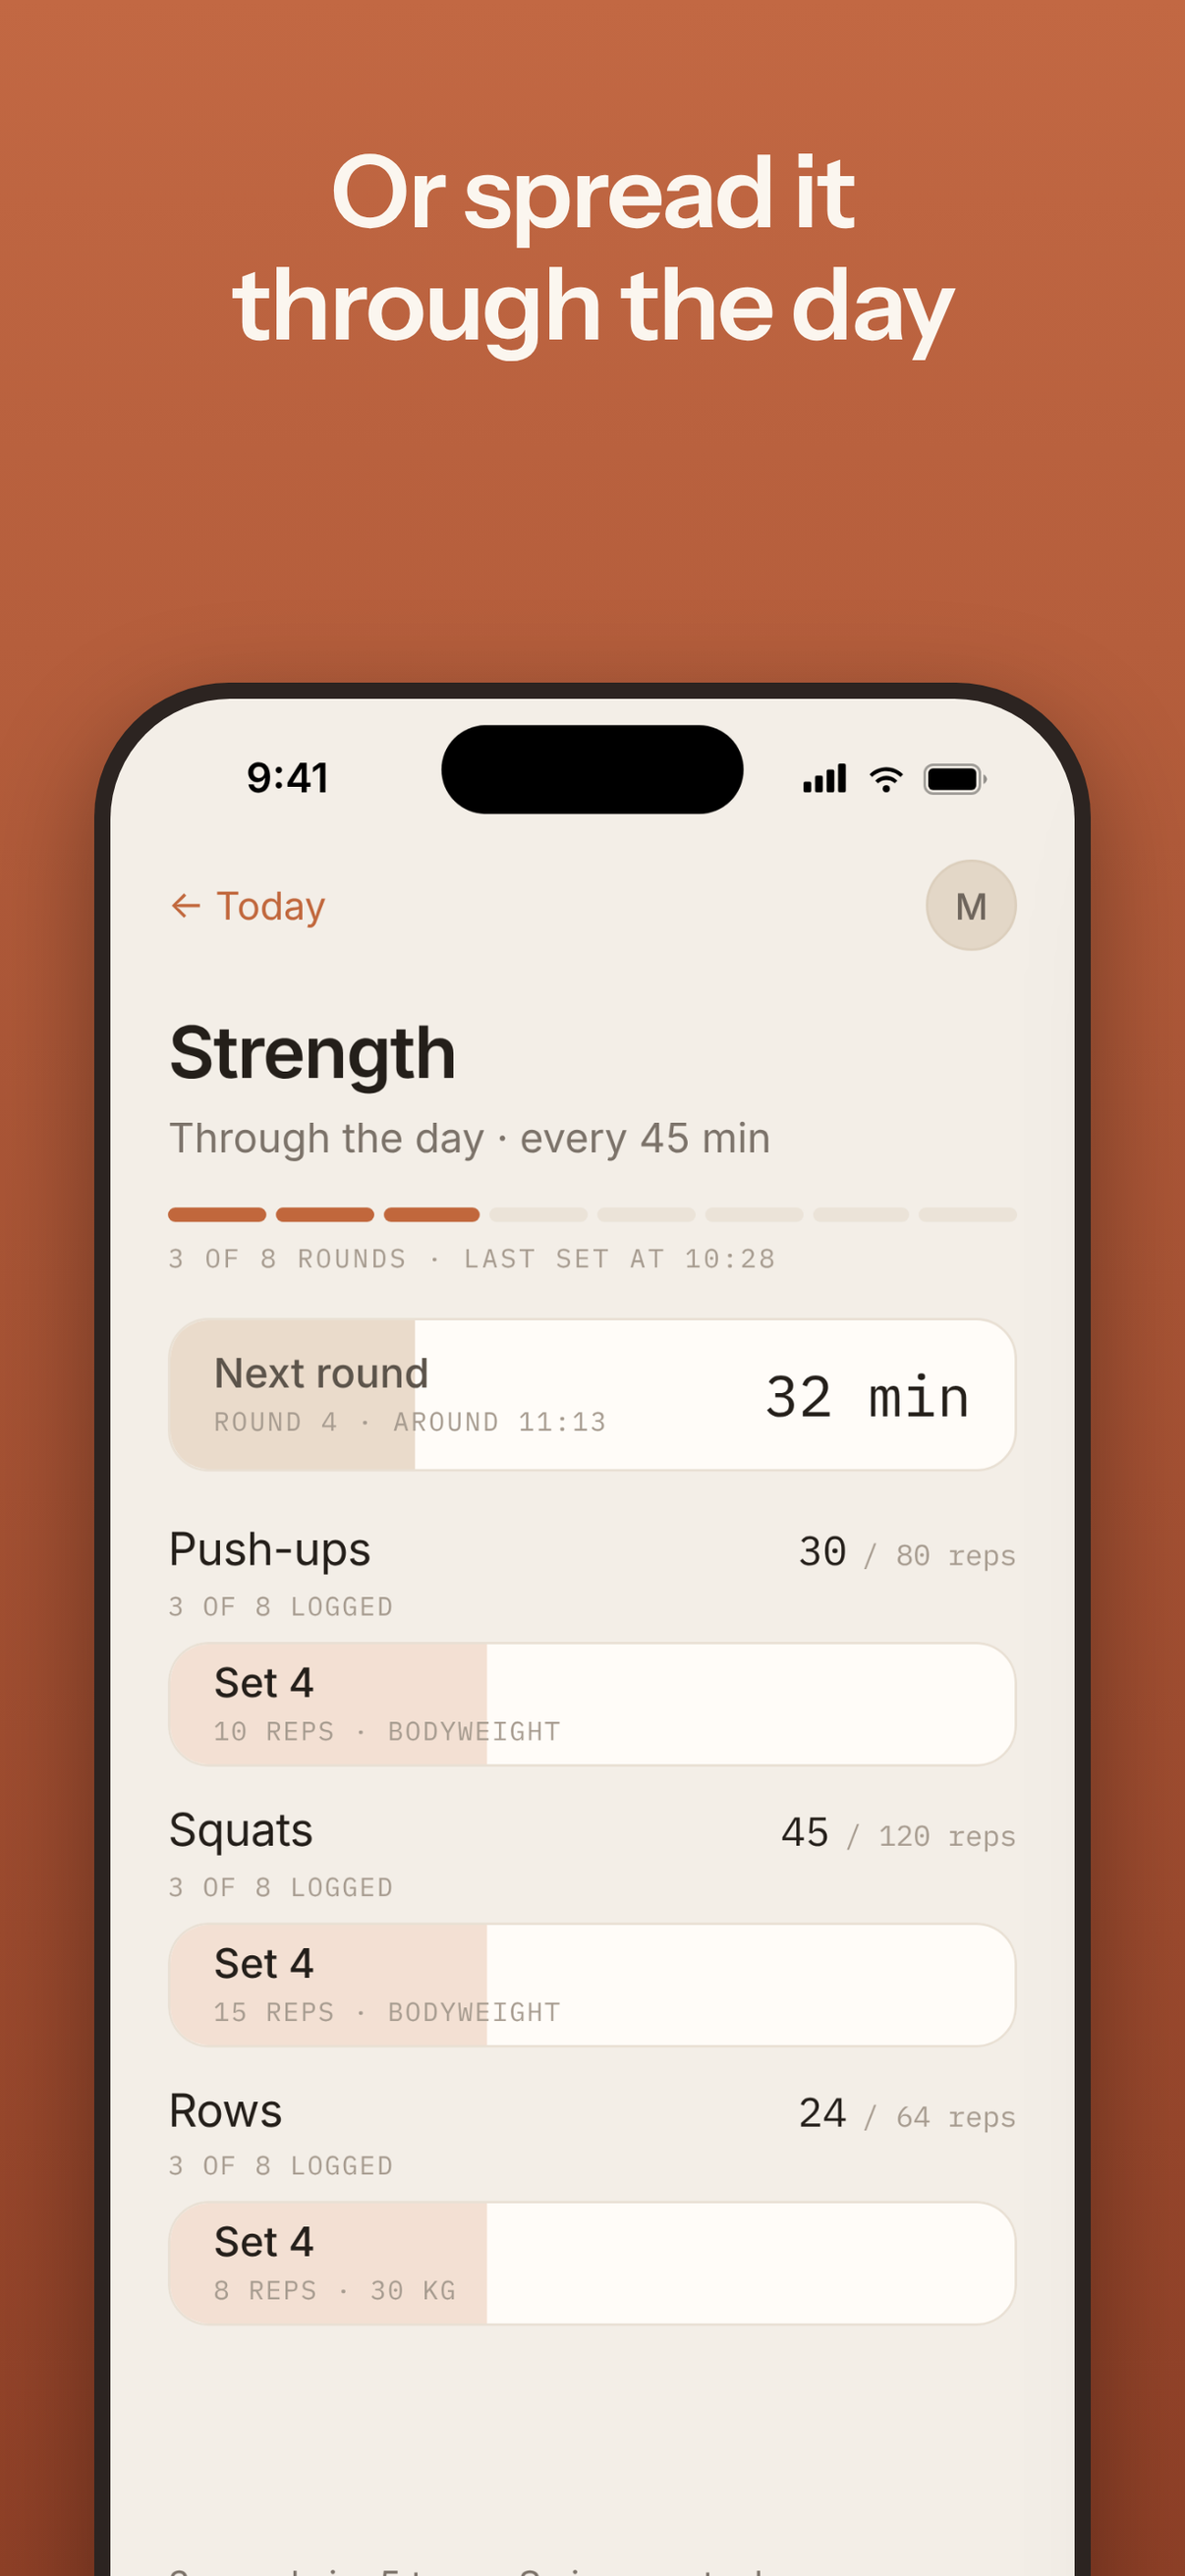 Or spread it
through the day
9:41
← Today
M
Strength
Through the day · every 45 min
3 OF 8 ROUNDS · LAST SET AT 10:28
Next round
ROUND 4 · AROUND 11:13
32 min
Push-ups
30 / 80 reps
3 OF 8 LOGGED
Set 4
10 REPS · BODYWEIGHT
Squats
45 / 120 reps
3 OF 8 LOGGED
Set 4
15 REPS · BODYWEIGHT
Rows
24 / 64 reps
3 OF 8 LOGGED
Set 4
8 REPS · 30 KG